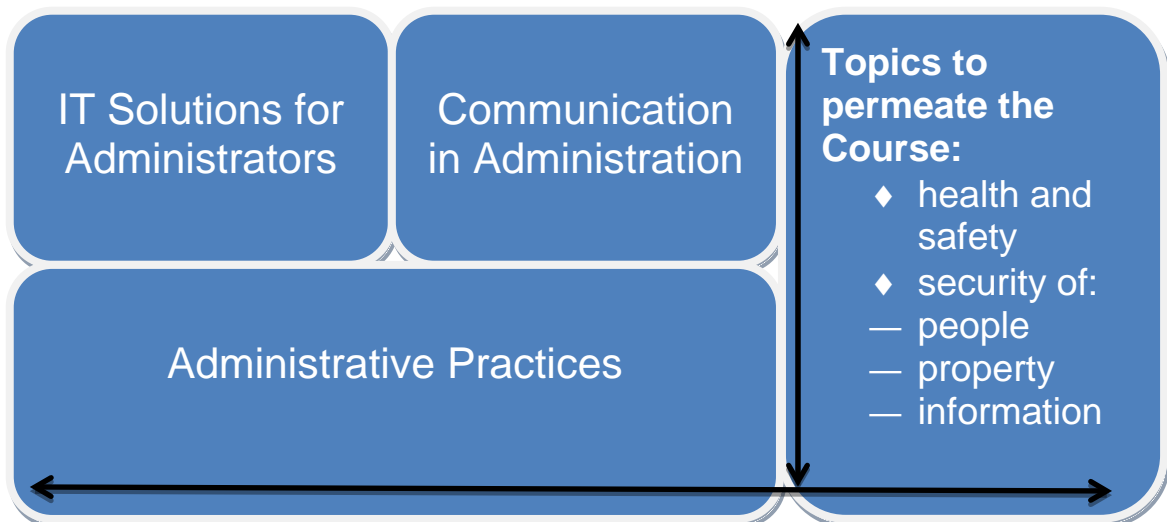 IT Solutions for
Administrators
Communication
in Administration
Administrative Practices
Topics to
permeate the
Course:
♦ health and
safety
♦ security of:
— people
— property
— information